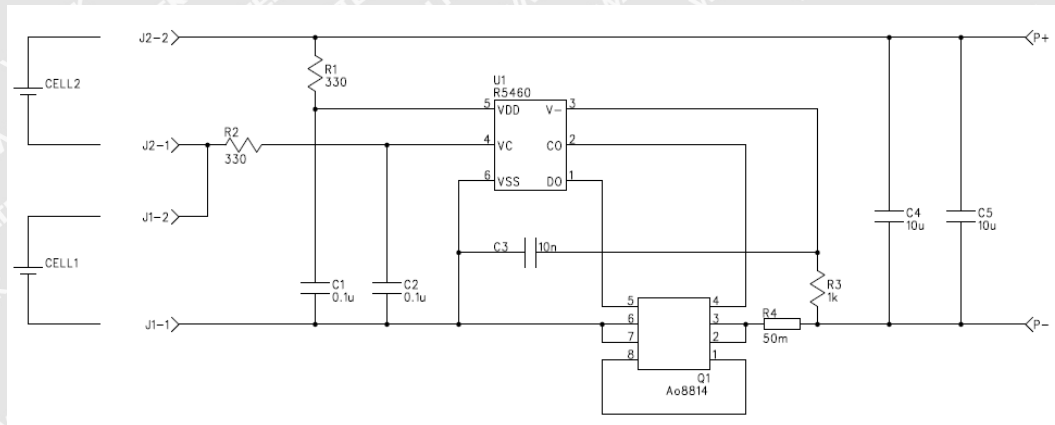 J2-2
P+
CELL2
R1
330
U1
R5460
5 VDD V- 3
R2
330
J2-1
4 VC CO 2
6 VSS DO 1
J1-2
CELL1
C3 10n
C4
10u
C5
10u
C1
0.1u
C2
0.1u
R3
1k
J1-1
5 4
6 3
7 2
8 1
R4
50m
P-
Q1
Ao8814